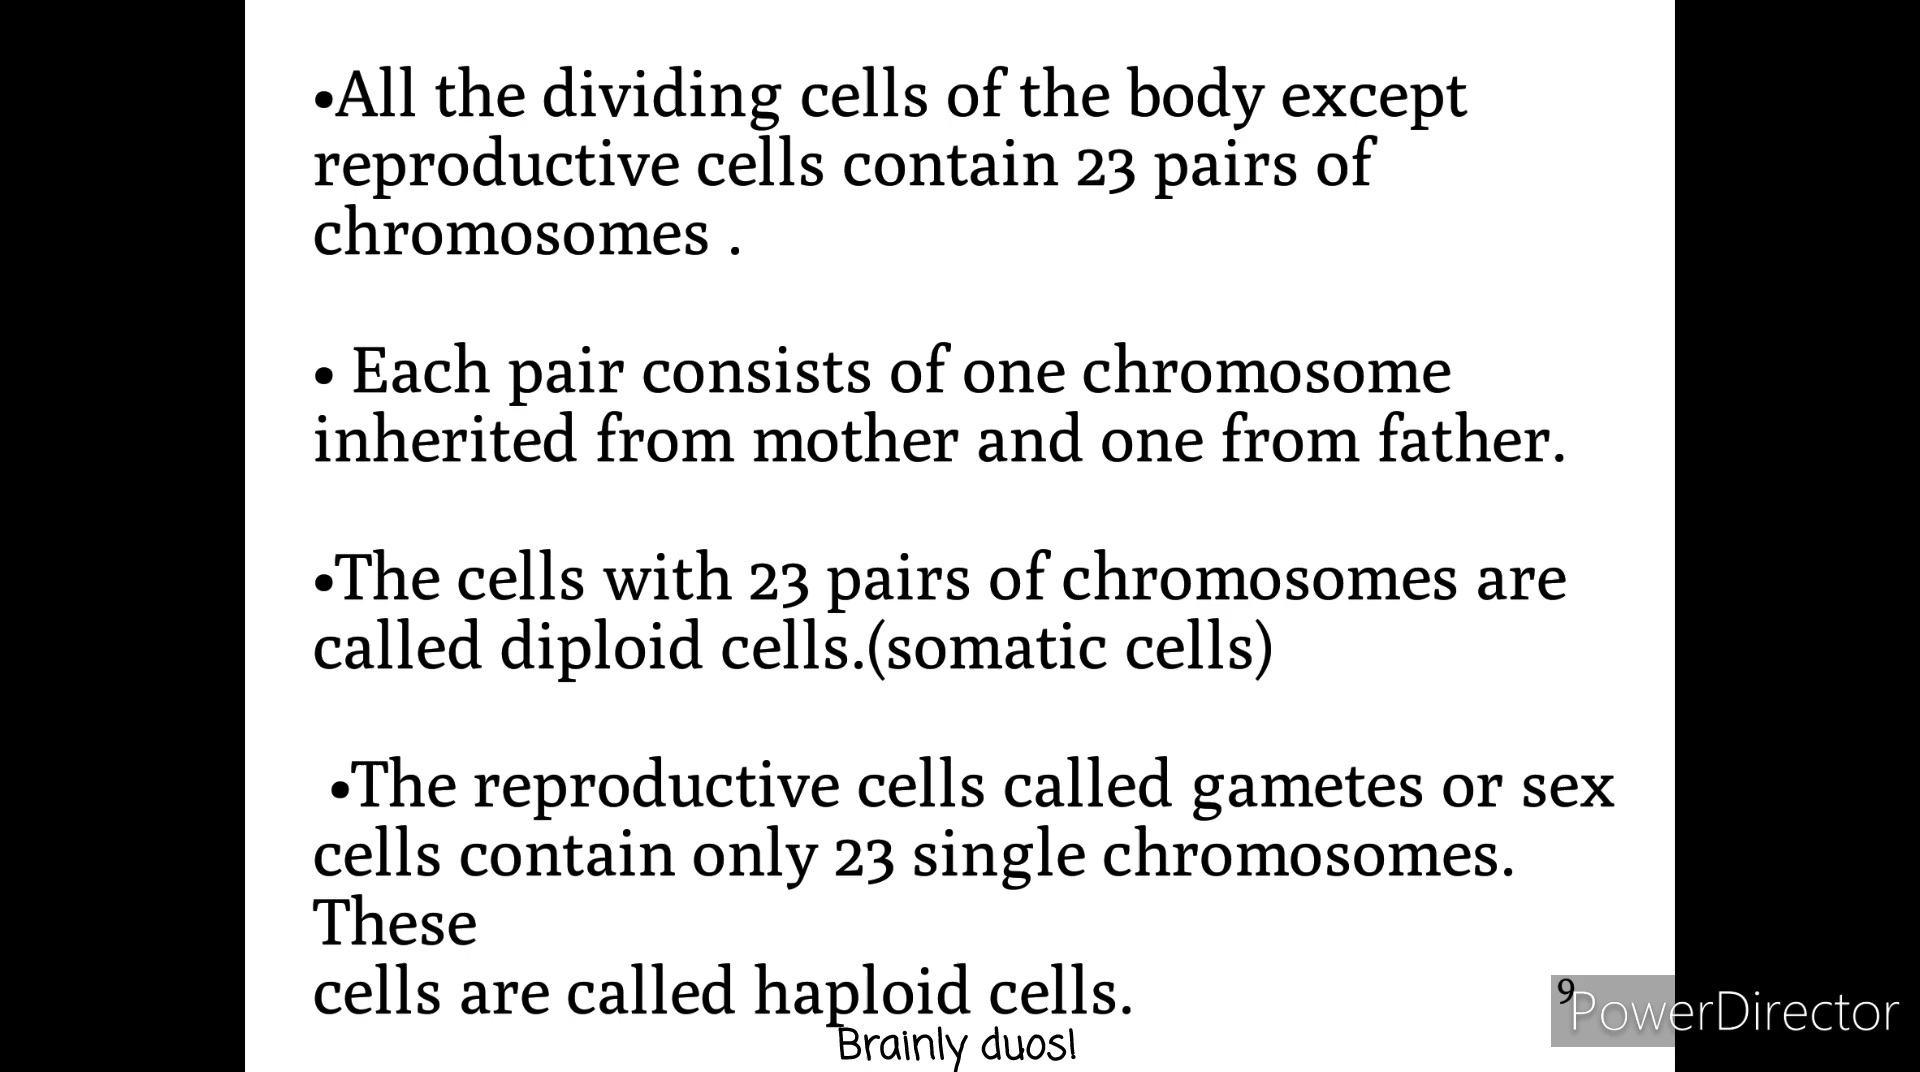 •All the dividing cells of the body except
reproductive cells contain 23 pairs of
chromosomes .
• Each pair consists of one chromosome
inherited from mother and one from father.
•The cells with 23 pairs of chromosomes are
called diploid cells.(somatic cells)
•The reproductive cells called gametes or sex
cells contain only 23 single chromosomes.
These
cells are called haploid cells.
9
PowerDirector
Brainly duos!